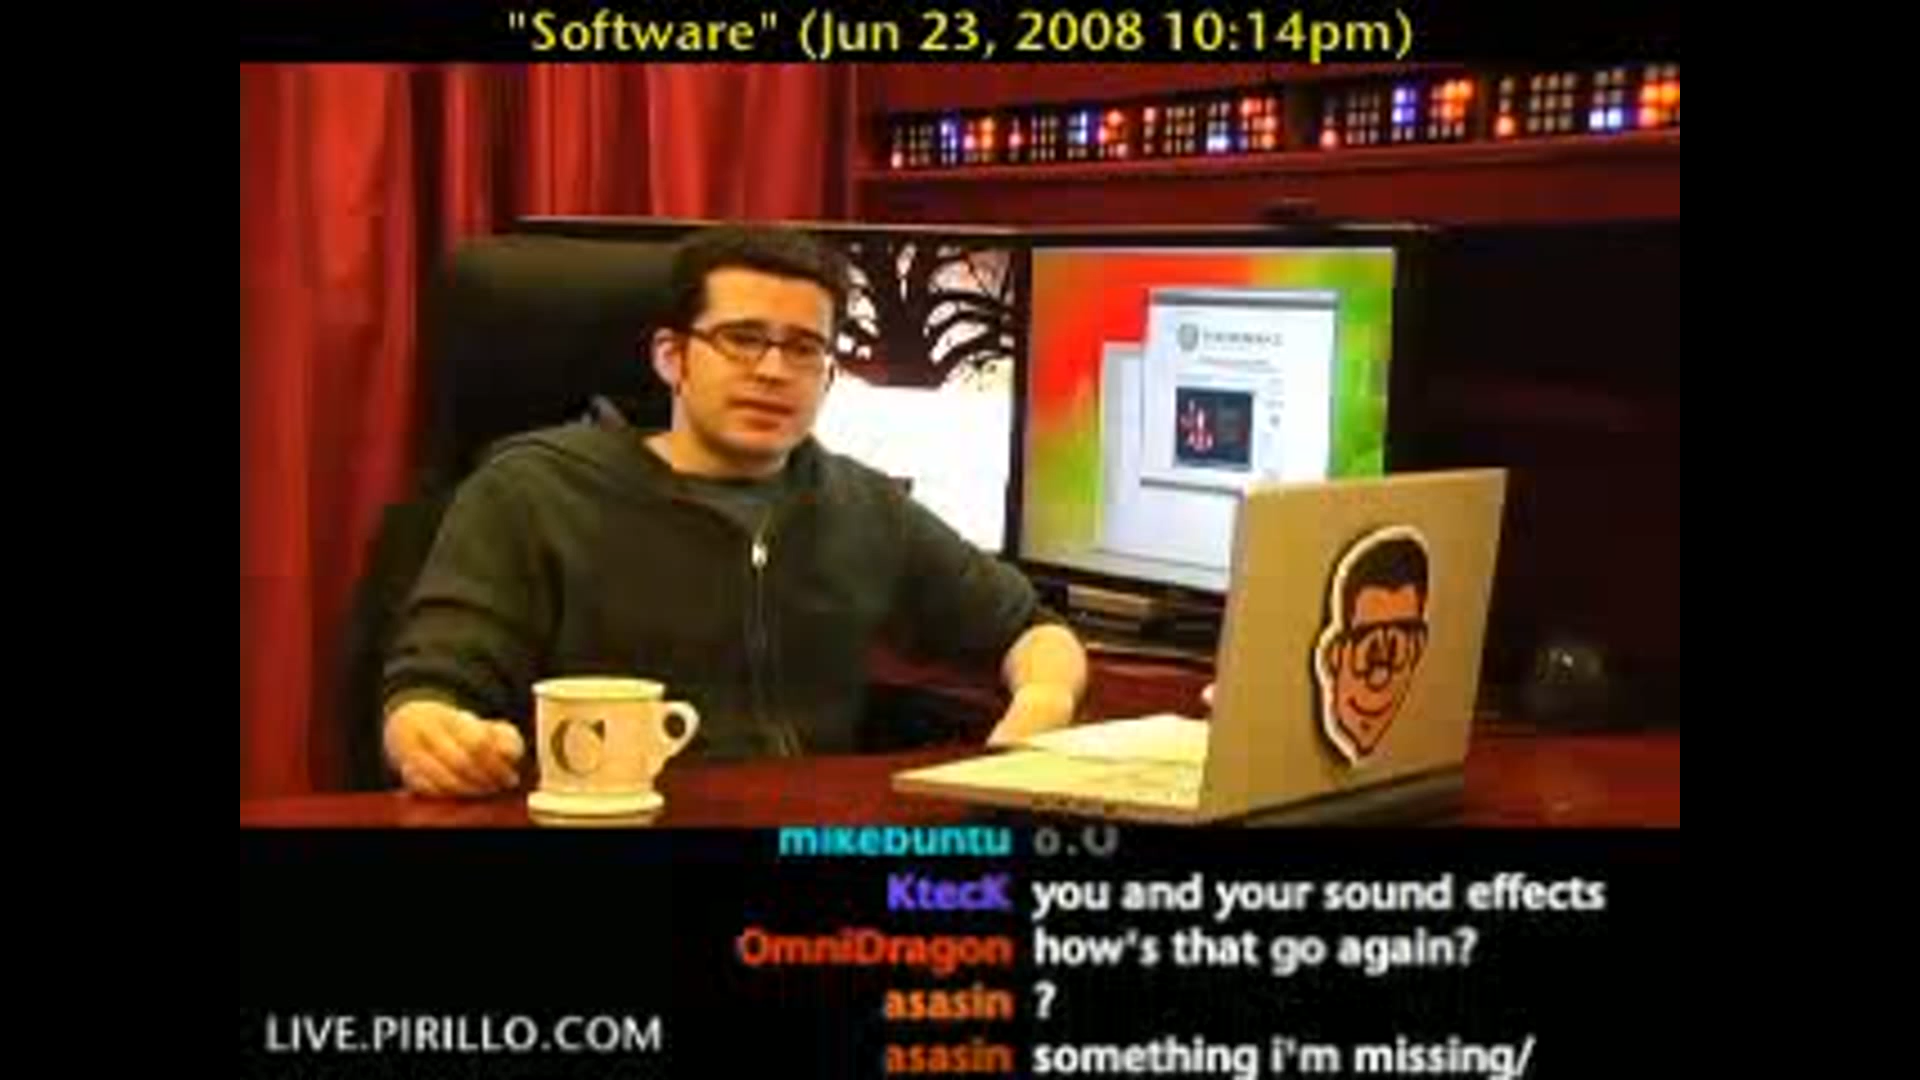 "Software" (Jun 23, 2008 10:14pm)
C
mikebuntu
KtecK you and your sound effects
OmniDragon how's that go again?
asasin ?
asasin something i'm missing/
LIVE.PIRILLO.COM